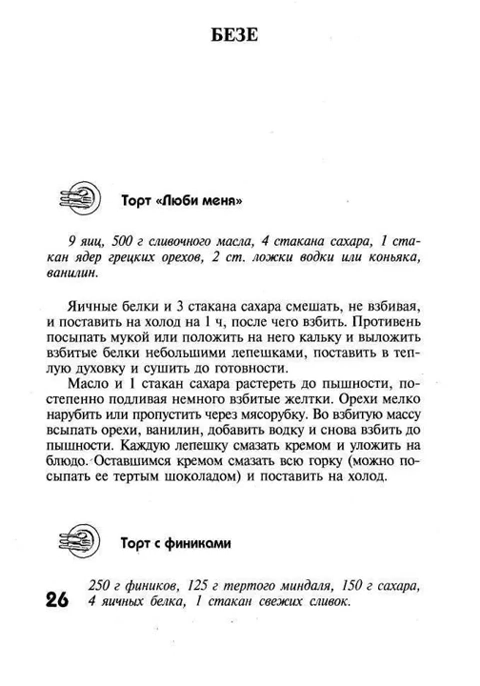 БЕЗЕ
Торт «Люби меня»
9 яиц, 500 г сливочного масла, 4 стакана сахара, 1 ста-
кан ядер грецких орехов, 2 ст. ложки водки или коньяка,
ванилин.
Яичные белки и 3 стакана сахара смешать, не взбивая,
и поставить на холод на 1 ч, после чего взбить. Противень
посыпать мукой или положить на него кальку и выложить
взбитые белки небольшими лепешками, поставить в теп-
лую духовку и сушить до готовности.
Масло и 1 стакан сахара растереть до пышности, по-
степенно подливая немного взбитые желтки. Орехи мелко
нарубить или пропустить через мясорубку. Во взбитую массу
всыпать орехи, ванилин, добавить водку и снова взбить до
пышности. Каждую лепешку смазать кремом и уложить на
блюдо. Оставшимся кремом смазать всю горку (можно по-
сыпать ее тертым шоколадом) и поставить на холод.
Торт с финиками
250 г фиников, 125 г тертого миндаля, 150 г сахара,
4 яичных белка, 1 стакан свежих сливок.
26